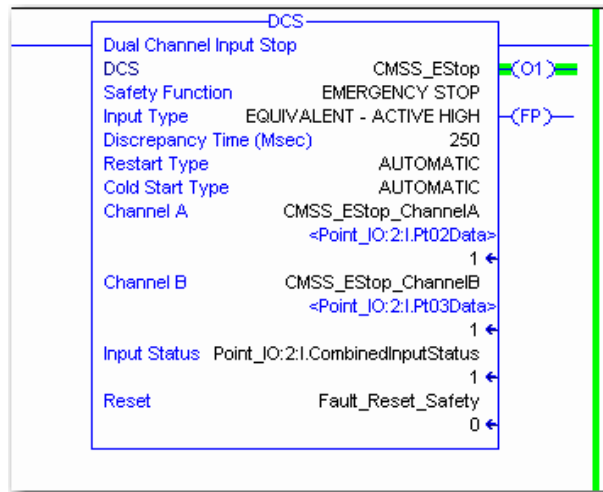 DCS
Dual Channel Input Stop
DCS CMSS_EStop (O1)
Safety Function EMERGENCY STOP
Input Type EQUIVALENT - ACTIVE HIGH (FP)
Discrepancy Time (Msec) 250
Restart Type AUTOMATIC
Cold Start Type AUTOMATIC
Channel A CMSS_EStop_ChannelA
<Point_IO:2:I.Pt02Data>
1
Channel B CMSS_EStop_ChannelB
<Point_IO:2:I.Pt03Data>
1
Input Status Point_IO:2:I.CombinedInputStatus
1
Reset Fault_Reset_Safety
0